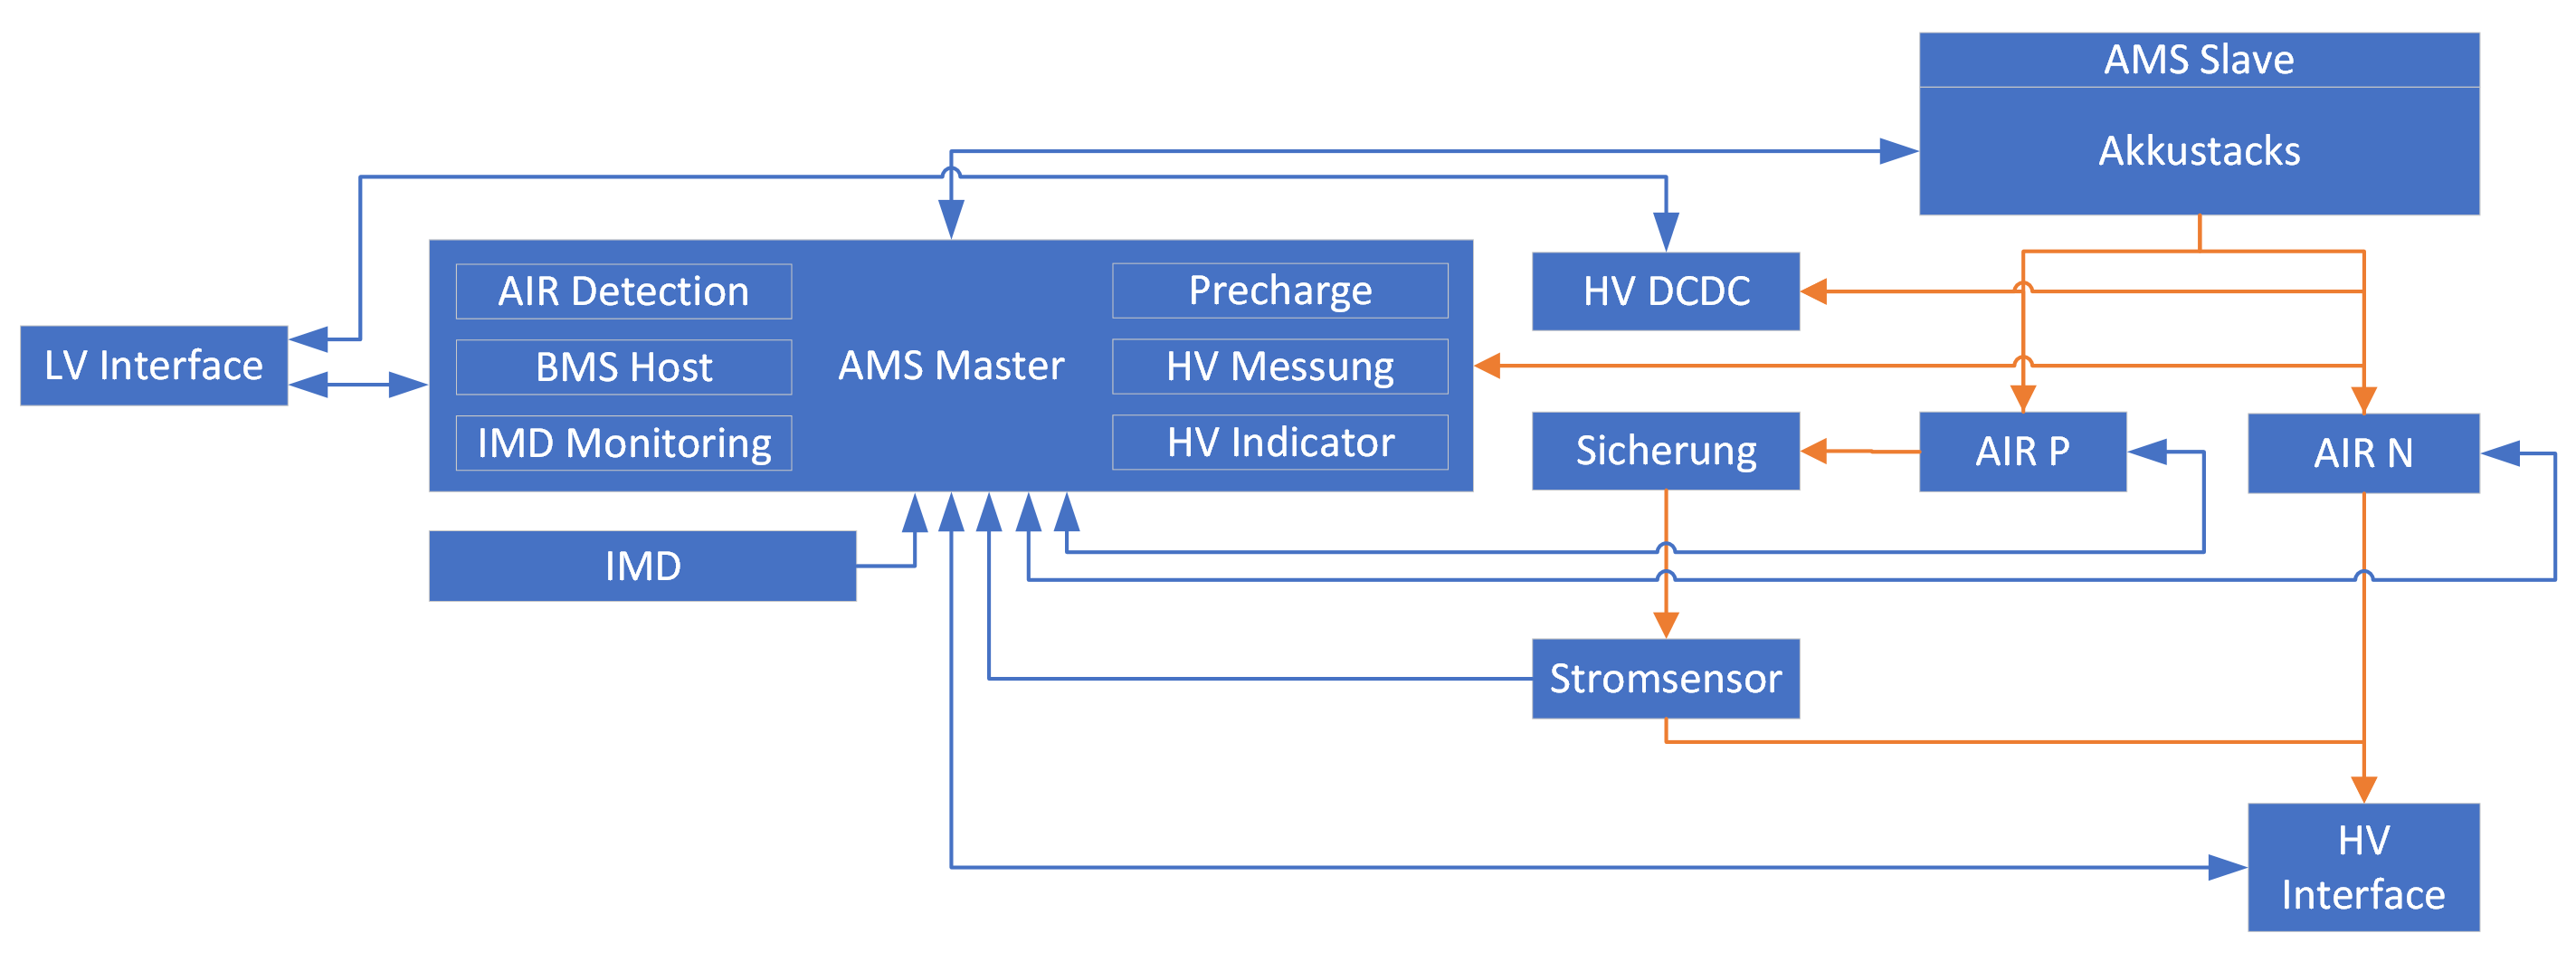 AMS Slave
Akkustacks
AIR Detection
Precharge
HV DCDC
LV Interface
BMS Host
AMS Master
HV Messung
IMD Monitoring
HV Indicator
Sicherung
AIR P
AIR N
IMD
Stromsensor
HV
Interface